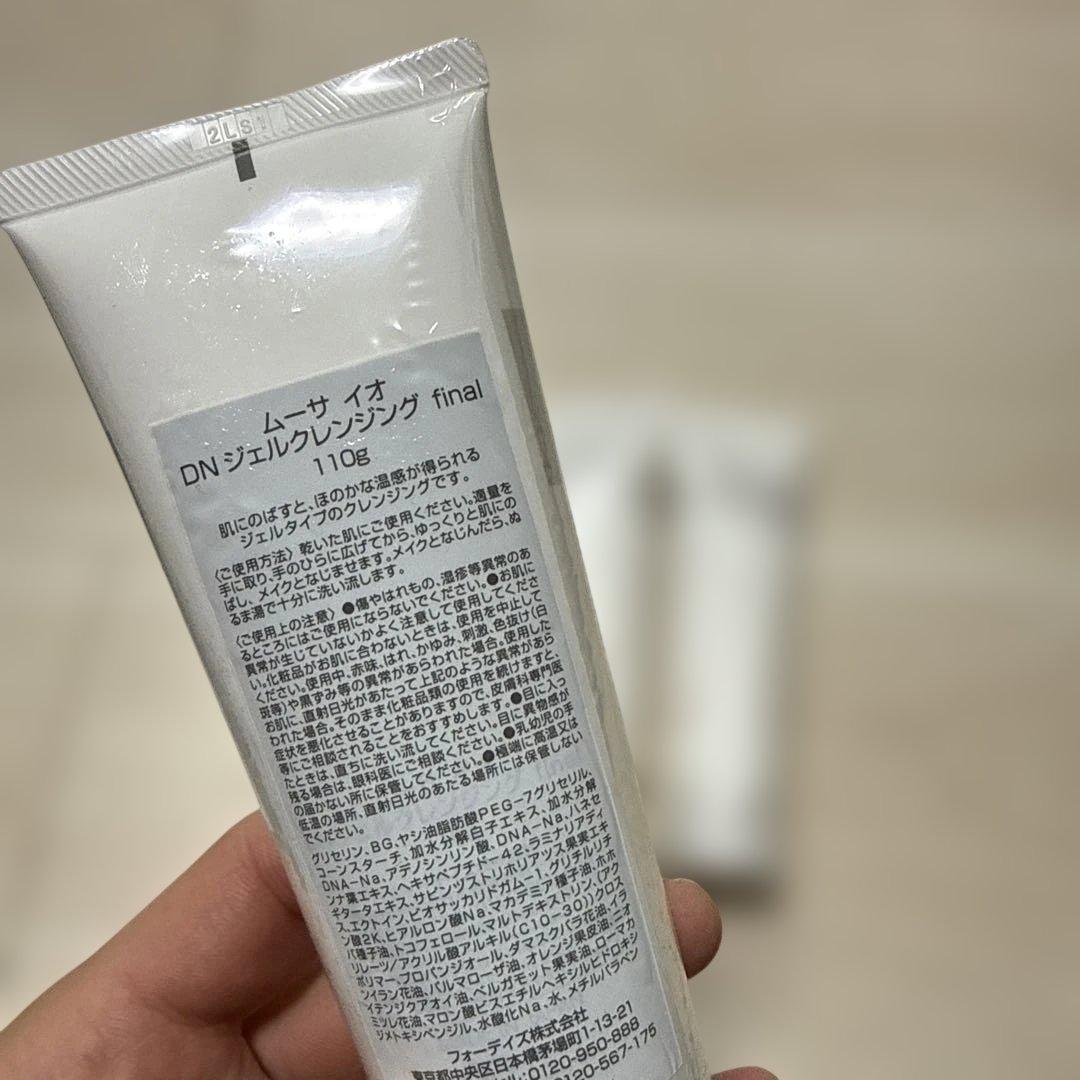 2LS
ムーサ イオ
DNジェルクレンジング final
110g
肌にのばすと、ほのかな温感が得られる
ジェルタイプのクレンジングです。
〈ご使用方法〉乾いた肌にご使用ください。適量を
手に取り、手のひらに広げてから、ゆっくりと肌にの
ばし、メイクとなじませます。メイクとなじんだら、ぬ
るま湯で十分に洗い流します。
〈ご使用上の注意〉●傷やはれもの、湿疹等異常のあ
るところにはご使用にならないでください。●お肌に
異常が生じていないかよく注意して使用してくださ
い。化粧品がお肌に合わないときは、使用を中止して
ください。使用中、赤味、はれ、かゆみ、刺激、色抜け(白
斑等)や黒ずみ等の異常があらわれた場合。使用した
お肌に、直射日光があたって上記のような異常があら
われた場合。そのまま化粧品類の使用を続けますと、
症状を悪化させることがありますので、皮膚科専門医
等にご相談されることをおすすめします。●目に入っ
たときは、直ちに洗い流してください。目に異物感が
残る場合は、眼科医にご相談ください。●乳幼児の手
の届かない所に保管してください。●極端に高温又は
低温の場所、直射日光のあたる場所には保管しない
でください。
グリセリン、BG、ヤシ油脂肪酸PEG-7グリセリル、
コーンスターチ、加水分解白子エキス、加水分解
DNA-Na、アデノシンリン酸、DNA-Na、ハネセ
ンナ葉エキス、ヘキサペプチド-42、ラミナリアディ
ギタータエキス、サピンヅストリホリアッス果実エキ
ス、エクトイン、ビオサッカリドガム-1、グリチルリチ
ン酸2K、ヒアルロン酸Na、マカデミア種子油、ホホ
バ種子油、トコフェロール、マルトデキストリン、(アク
リレーツ/アクリル酸アルキル(C10-30))クロス
ポリマー、プロパンジオール、ダマスクバラ花油、イラ
ンイラン花油、パルマローザ油、オレンジ果皮油、ニオ
イテンジクアオイ油、ベルガモット果実油、ローマカ
ミツレ花油、マロン酸ビスエチルヘキシルヒドロキシ
ジメトキシベンジル、水酸化Na、水、メチルパラベン
フォーデイズ株式会社
東京都中央区日本橋茅場町1-13-21
:0120-950-888
0120-567-175